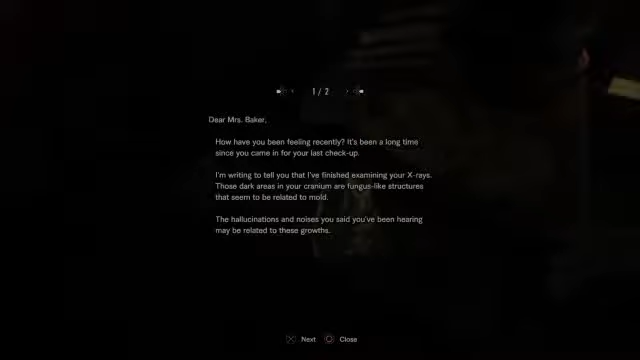 1 / 2
Dear Mrs. Baker,
How have you been feeling recently? It's been a long time
since you came in for your last check-up.
I'm writing to tell you that I've finished examining your X-rays.
Those dark areas in your cranium are fungus-like structures
that seem to be related to mold.
The hallucinations and noises you said you've been hearing
may be related to these growths.
Next Close